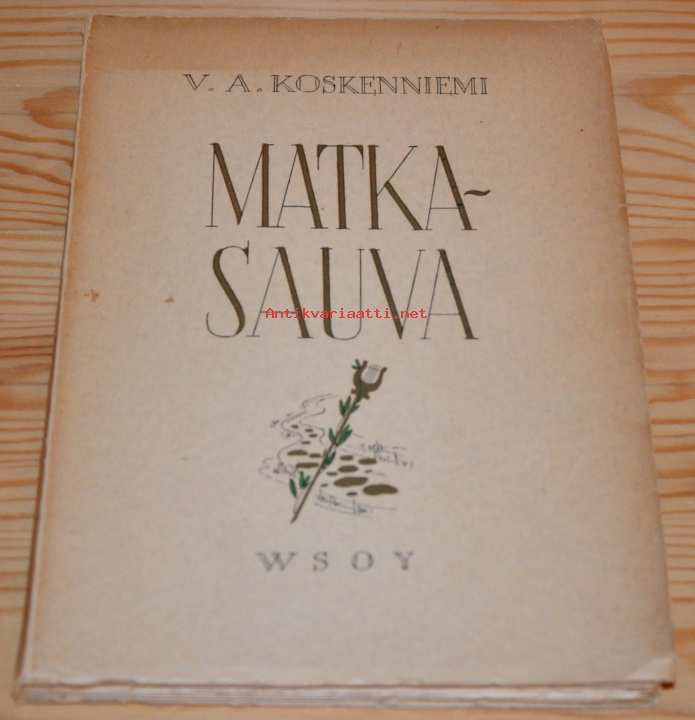 V. A. KOSKENNIEMI
MATKA-
SAUVA
Antikvariaatti.net
WSOY